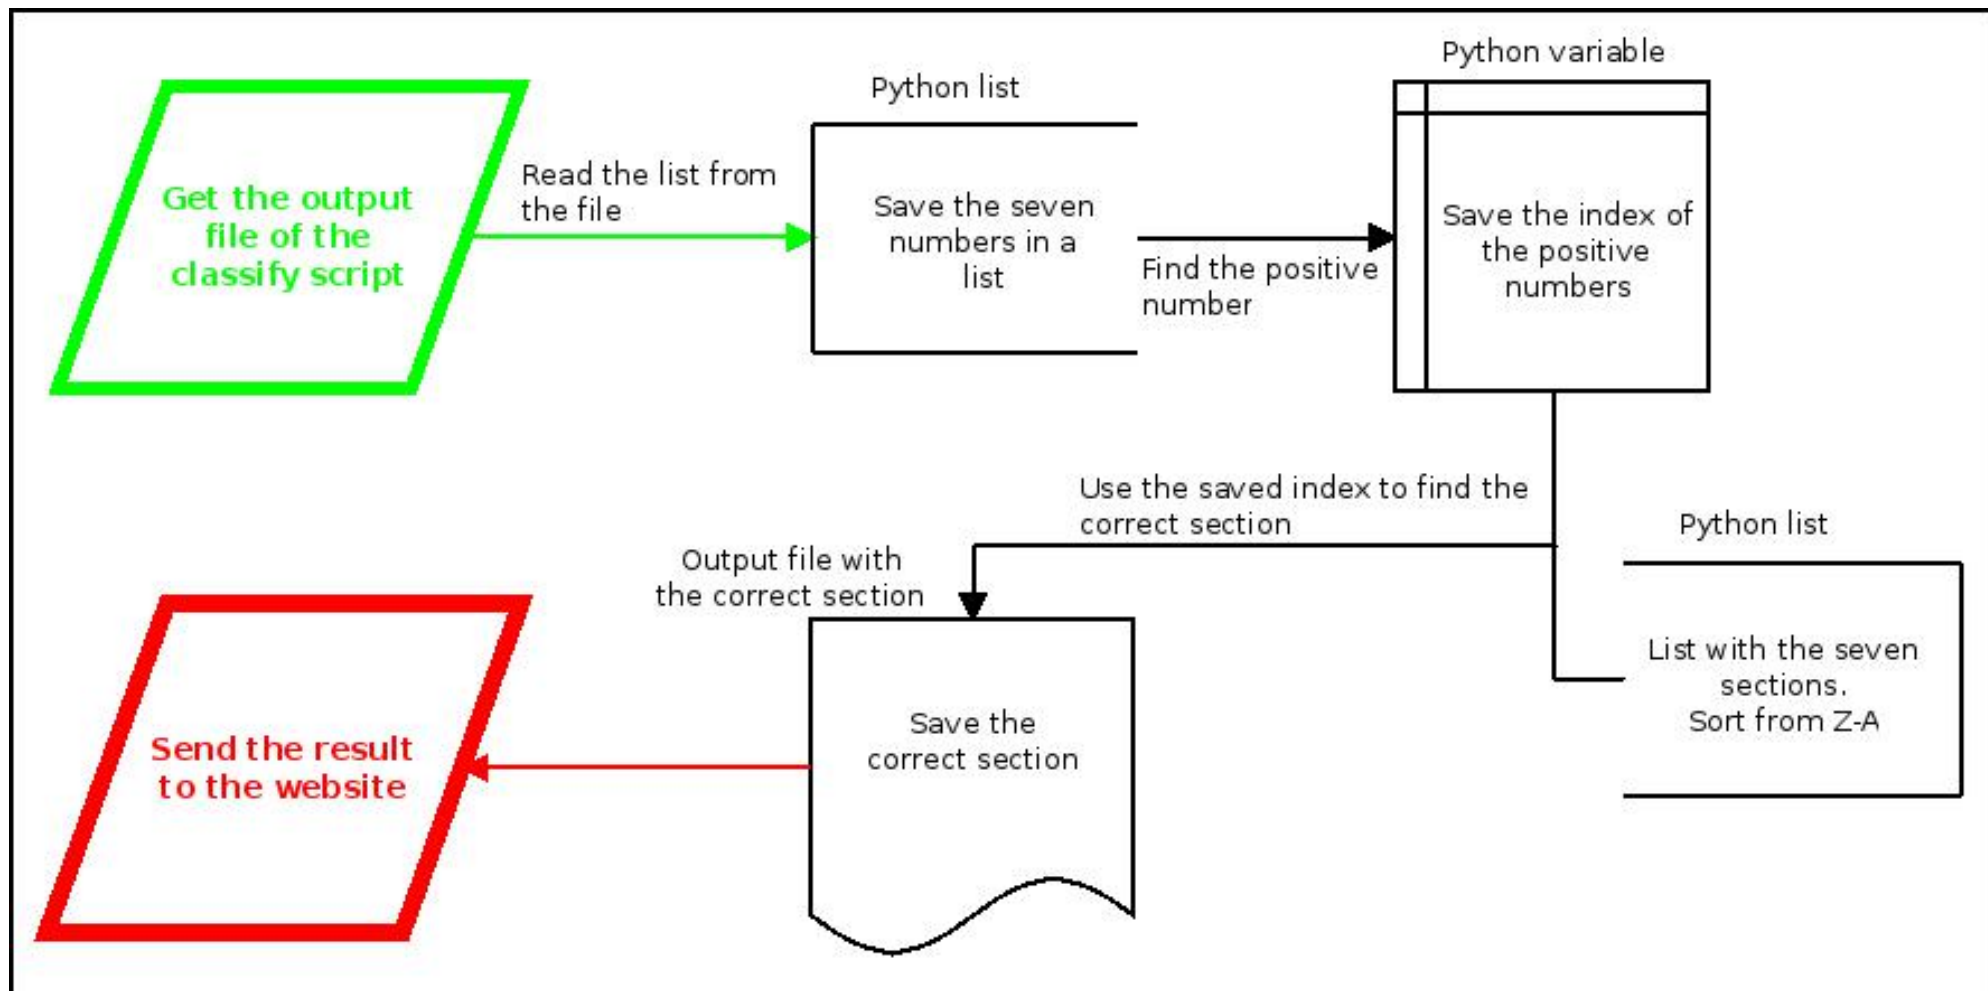 Get the output
file of the
classify script
Read the list from
the file
Python list
Save the seven
numbers in a
list
Find the positive
number
Python variable
Save the index of
the positive
numbers
Use the saved index to find the
correct section
Python list
List with the seven
sections.
Sort from Z-A
Output file with
the correct section
Save the
correct section
Send the result
to the website